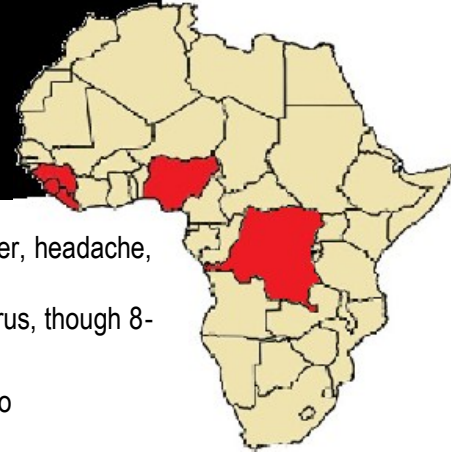 er, headache,
rus, though 8-
o